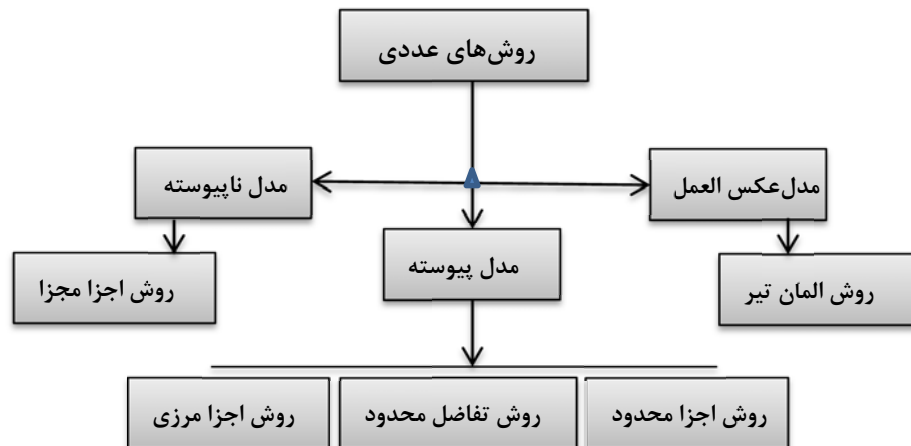 روش‌های عددی
مدل عکس العمل
مدل ناپیوسته
مدل پیوسته
روش المان تیر
روش اجزا مجزا
روش اجزا محدود
روش تفاضل محدود
روش اجزا مرزی